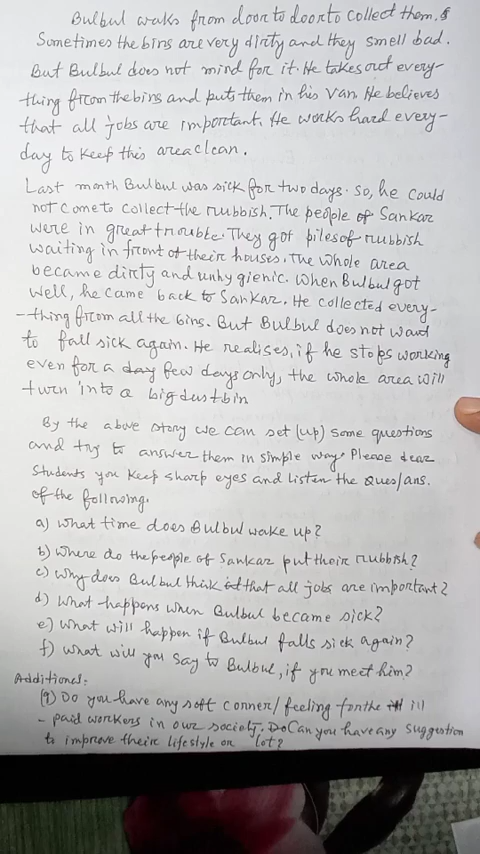 Bulbul waks from door to door to collect them.
Sometimes the bins are very dirty and they smell bad.
But Bulbul does not mind for it. He takes out every-
thing from the bins and puts them in his van. He believes
that all jobs are important. He works hard every-
day to keep this area clean.
Last month Bulbul was sick for two days. So, he could
not come to collect the rubbish. The people of Sankar
were in great trouble. They got piles of rubbish
waiting in front of their houses. The whole area
became dirty and unhygienic. When Bulbul got
well, he came back to Sankar. He collected every-
-thing from all the bins. But Bulbul does not want
to fall sick again. He realises, if he stops working
even for a day few days only, the whole area will
turn into a big dustbin
By the above story we can set (up) some questions
and try to answer them in simple way. Please dear
students you keep sharp eyes and listen the ques/ans.
of the following.
a) What time does Bulbul wake up?
b) Where do the people of Sankar put their rubbish?
c) Why does Bulbul think that all jobs are important?
d) What happens when Bulbul became sick?
e) What will happen if Bulbul falls sick again?
f) What will you say to Bulbul, if you meet him?
Additional:
(g) Do you have any soft corner/feeling for the ill
- paid workers in our society. Do Can you have any suggestion
to improve their lifestyle or lot?